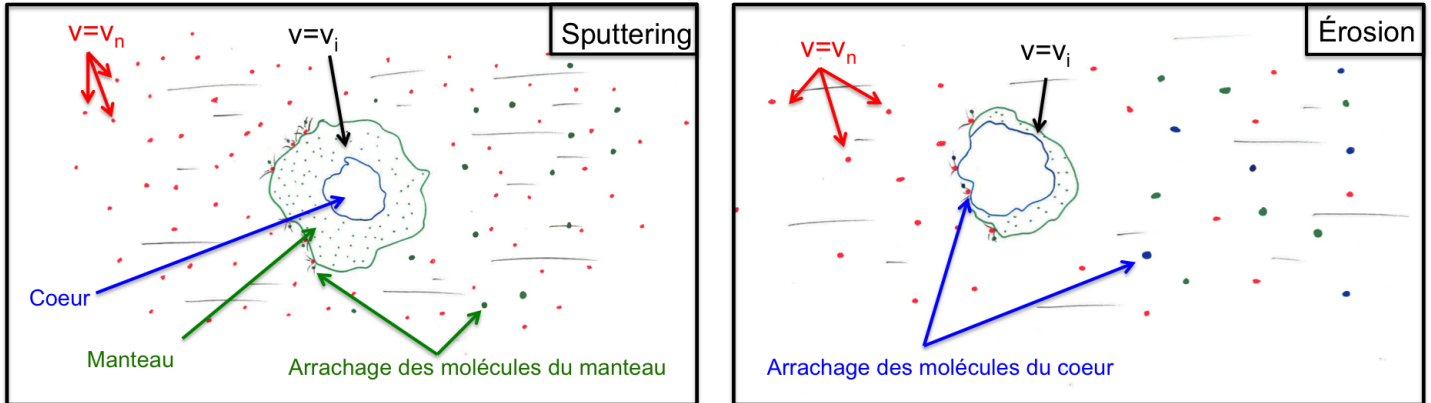 Sputtering
v=vn
v=vi
Coeur
Manteau
Arrachage des molécules du manteau
Érosion
v=vn
v=vi
Arrachage des molécules du coeur